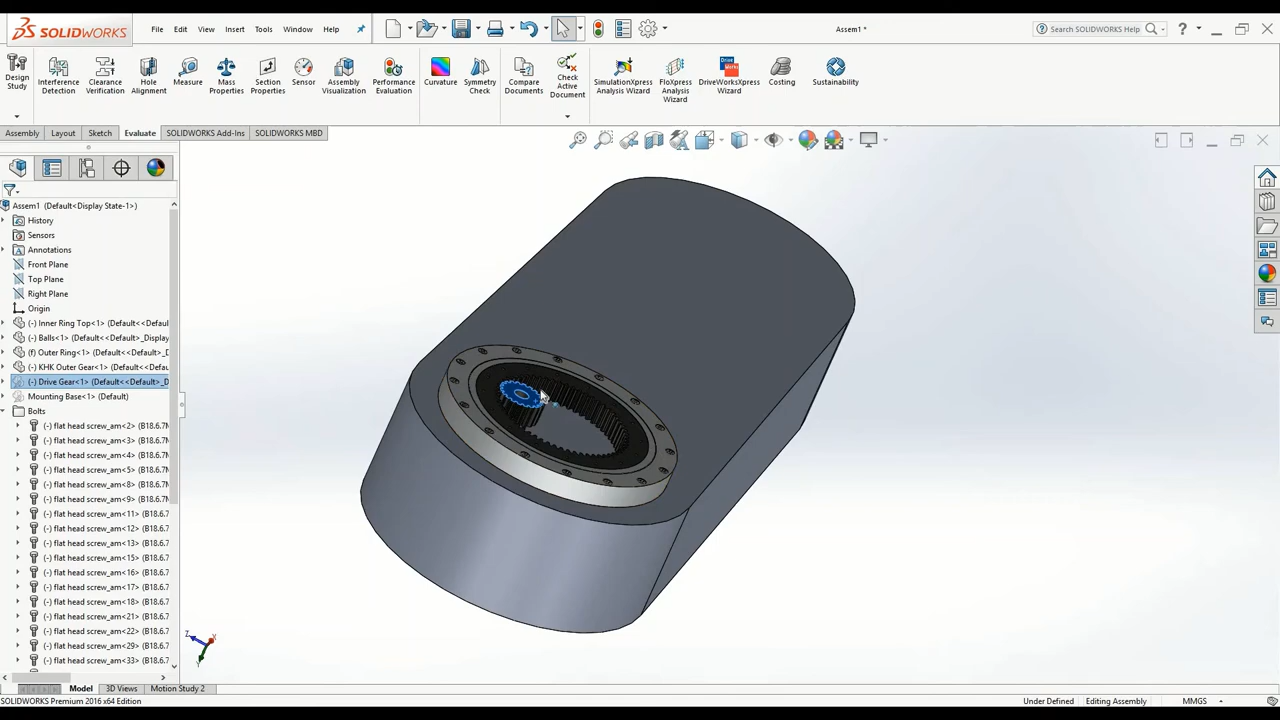 SOLIDWORKS
File
Edit
View
Insert
Tools
Window
Help
Assem1 *
Search SOLIDWORKS Help
Design Study
Interference Detection
Clearance Verification
Hole Alignment
Measure
Mass Properties
Section Properties
Sensor
Assembly Visualization
Performance Evaluation
Curvature
Symmetry Check
Compare Documents
Check Active Document
SimulationXpress Analysis Wizard
FloXpress Analysis Wizard
DriveWorksXpress Wizard
Costing
Sustainability
Assembly
Layout
Sketch
Evaluate
SOLIDWORKS Add-Ins
SOLIDWORKS MBD
Assem1 (Default<Display State-1>)
History
Sensors
Annotations
Front Plane
Top Plane
Right Plane
Origin
(-) Inner Ring Top<1> (Default<<Defaul
(-) Balls<1> (Default<<Default>_Display
(f) Outer Ring<1> (Default<<Default>_D
(-) KHK Outer Gear<1> (Default<<Defau
(-) Drive Gear<1> (Default<<Default>_D
Mounting Base<1> (Default)
Bolts
(-) flat head screw_am<2> (B18.6.7M
(-) flat head screw_am<3> (B18.6.7M
(-) flat head screw_am<4> (B18.6.7M
(-) flat head screw_am<5> (B18.6.7M
(-) flat head screw_am<8> (B18.6.7M
(-) flat head screw_am<9> (B18.6.7M
(-) flat head screw_am<11> (B18.6.7
(-) flat head screw_am<12> (B18.6.7
(-) flat head screw_am<13> (B18.6.7
(-) flat head screw_am<15> (B18.6.7
(-) flat head screw_am<16> (B18.6.7
(-) flat head screw_am<17> (B18.6.7
(-) flat head screw_am<18> (B18.6.7
(-) flat head screw_am<21> (B18.6.7
(-) flat head screw_am<22> (B18.6.7
(-) flat head screw_am<29> (B18.6.7
(-) flat head screw_am<33> (B18.6.7
Z
X
Y
Model
3D Views
Motion Study 2
SOLIDWORKS Premium 2016 x64 Edition
Under Defined
Editing Assembly
MMGS